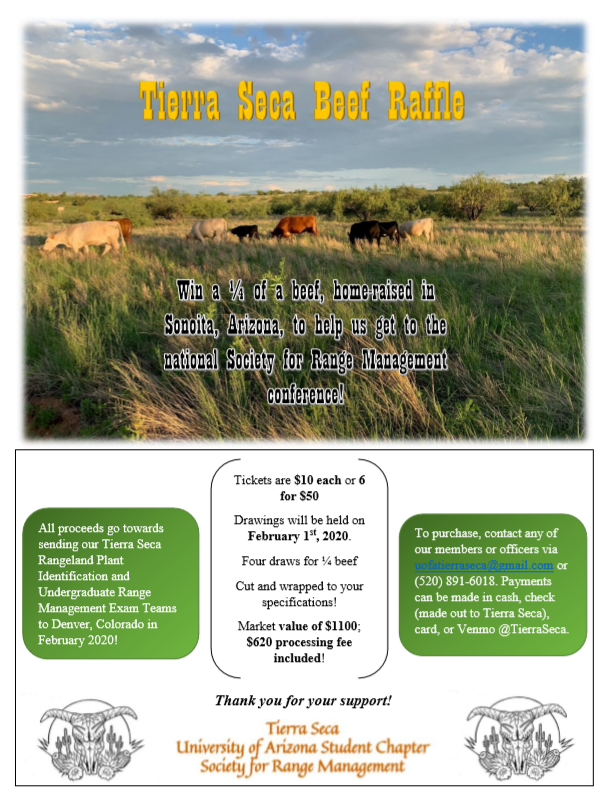 Tierra Seca Beef Raffle
Win a ¼ of a beef, home-raised in
Sonoita, Arizona, to help us get to the
national Society for Range Management
conference!
All proceeds go towards
sending our Tierra Seca
Rangeland Plant
Identification and
Undergraduate Range
Management Exam Teams
to Denver, Colorado in
February 2020!
Tickets are $10 each or 6
for $50
Drawings will be held on
February 1st, 2020.
Four draws for ¼ beef
Cut and wrapped to your
specifications!
Market value of $1100;
$620 processing fee
included!
To purchase, contact any of
our members or officers via
uofatierraseca@gmail.com or
(520) 891-6018. Payments
can be made in cash, check
(made out to Tierra Seca),
card, or Venmo @TierraSeca.
Thank you for your support!
Tierra Seca
University of Arizona Student Chapter
Society for Range Management